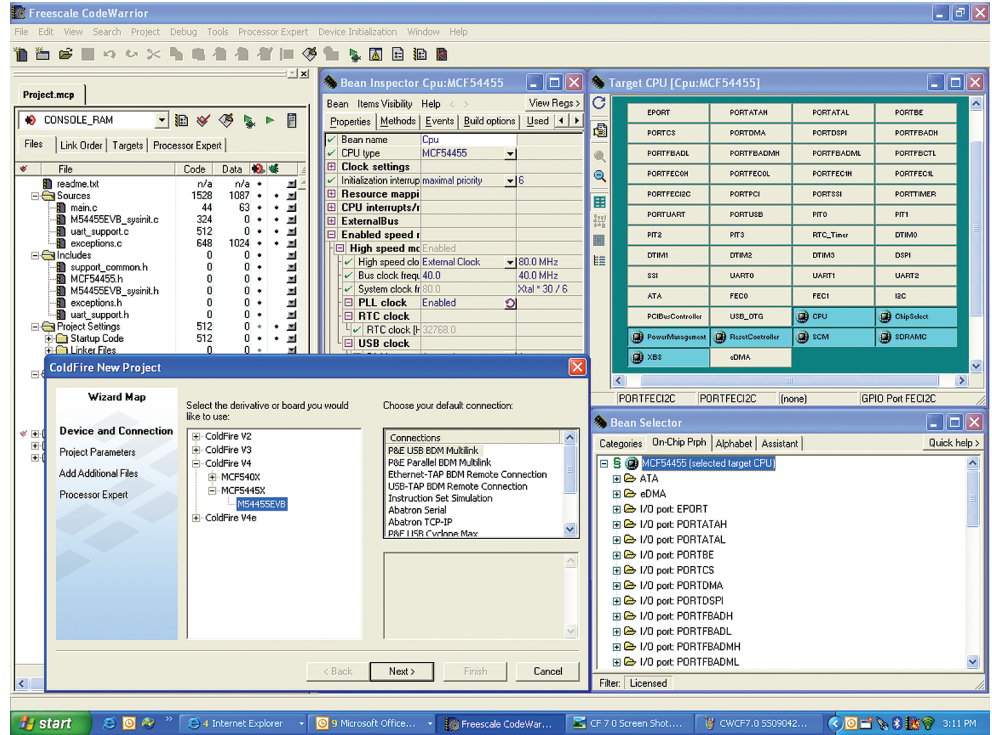 Freescale CodeWarrior
File Edit View Search Project Debug Tools Processor Expert Device Initialization Window Help
Project.mcp
CONSOLE_RAM
Files Link Order Targets Processor Expert
File Code Data
readme.txt n/a n/a
Sources 1528 1087
main.c 44 63
M54455EVB_sysinit.c 324 0
uart_support.c 512 0
exceptions.c 648 1024
Includes 0 0
support_common.h 0 0
MCF54455.h 0 0
M54455EVB_sysinit.h 0 0
exceptions.h 0 0
uart_support.h 0 0
Project Settings 512 0
Startup Code 512 0
Linker Files 0 0
Bean Inspector Cpu:MCF54455
Bean Items Visibility Help < > View Regs >
Properties Methods Events Build options Used
Bean name Cpu
CPU type MCF54455
Clock settings
Initialization interrup maximal priority 6
Resource mappi
CPU interrupts/r
ExternalBus
Enabled speed r
High speed mc Enabled
High speed clo External Clock 80.0 MHz
Bus clock frequ 40.0 40.0 MHz
System clock fr 80.0 Xtal * 30 / 6
PLL clock Enabled
RTC clock
RTC clock [H 32768.0
USB clock
Target CPU [Cpu:MCF54455]
EPORT PORTATAH PORTATAL PORTBE
PORTCS PORTDMA PORTDSPI PORTFBADH
PORTFBADL PORTFBADMH PORTFBADML PORTFBCTL
PORTFEC0H PORTFEC0L PORTFEC1H PORTFEC1L
PORTFECI2C PORTPCI PORTSSI PORTTIMER
PORTUART PORTUSB PIT0 PIT1
PIT2 PIT3 RTC_Timer DTIM0
DTIM1 DTIM2 DTIM3 DSPI
SSI UART0 UART1 UART2
ATA FEC0 FEC1 I2C
PCIBusController USB_OTG CPU ChipSelect
PowerManagement ResetController SCM SDRAMC
XBS eDMA
PORTFECI2C PORTFECI2C (none) GPIO Port FECI2C
ColdFire New Project
Wizard Map
Device and Connection
Project Parameters
Add Additional Files
Processor Expert
Select the derivative or board you would
like to use:
ColdFire V2
ColdFire V3
ColdFire V4
MCF540X
MCF5445X
M54455EVB
ColdFire V4e
Choose your default connection:
Connections
P&E USB BDM Multilink
P&E Parallel BDM Multilink
Ethernet-TAP BDM Remote Connection
USB-TAP BDM Remote Connection
Instruction Set Simulation
Abatron Serial
Abatron TCP-IP
P&E USB Cyclone Max
< Back Next > Finish Cancel
Bean Selector
Categories On-Chip Prph Alphabet Assistant Quick help >
MCF54455 (selected target CPU)
ATA
eDMA
I/O port: EPORT
I/O port: PORTATAH
I/O port: PORTATAL
I/O port: PORTBE
I/O port: PORTCS
I/O port: PORTDMA
I/O port: PORTDSPI
I/O port: PORTFBADH
I/O port: PORTFBADL
I/O port: PORTFBADMH
I/O port: PORTFBADML
Filter: Licensed
start 4 Internet Explorer 9 Microsoft Office... Freescale CodeWar... CF 7 0 Screen Shot.... CWCF7.0 SS09042... 3:11 PM